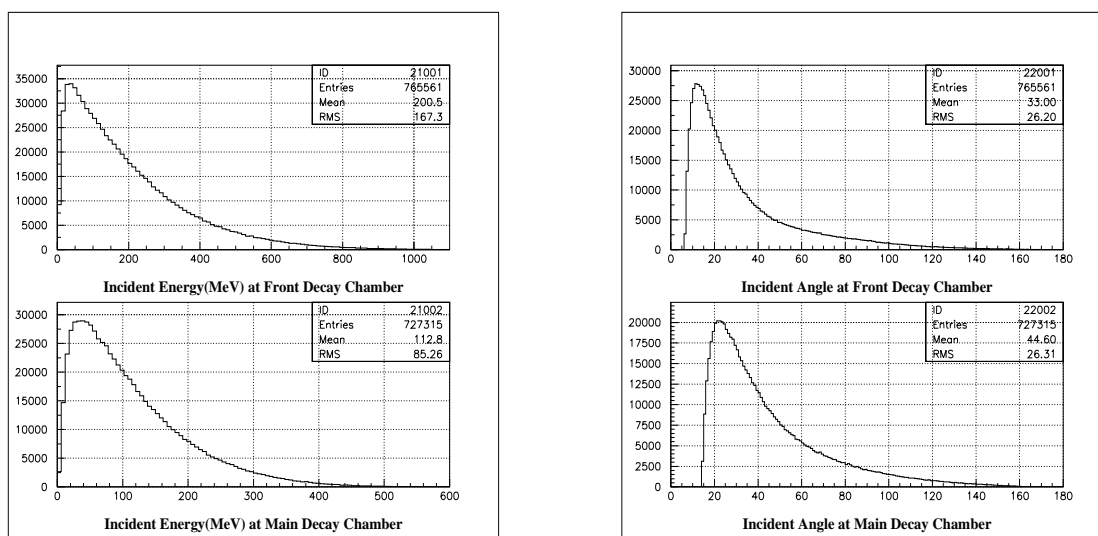 35000
30000
25000
20000
15000
10000
5000
0
ID 21001
Entries 765561
Mean 200.5
RMS 167.3
0 200 400 600 800 1000
Incident Energy(MeV) at Front Decay Chamber
30000
25000
20000
15000
10000
5000
0
ID 21002
Entries 727315
Mean 112.8
RMS 85.26
0 100 200 300 400 500 600
Incident Energy(MeV) at Main Decay Chamber
30000
25000
20000
15000
10000
5000
0
ID 22001
Entries 765561
Mean 33.00
RMS 26.20
0 20 40 60 80 100 120 140 160 180
Incident Angle at Front Decay Chamber
20000
17500
15000
12500
10000
7500
5000
2500
0
ID 22002
Entries 727315
Mean 44.60
RMS 26.31
0 20 40 60 80 100 120 140 160 180
Incident Angle at Main Decay Chamber